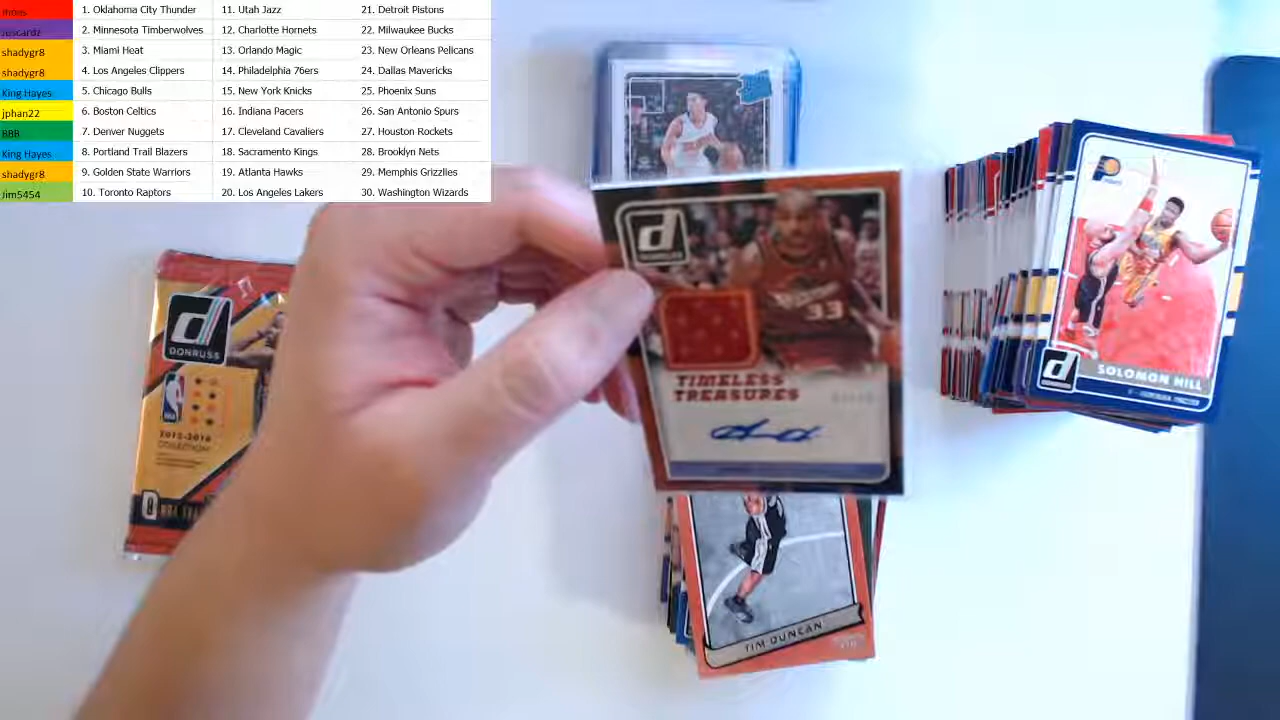 1. Oklahoma City Thunder 11. Utah Jazz 21. Detroit Pistons
2. Minnesota Timberwolves 12. Charlotte Hornets 22. Milwaukee Bucks
shadygr8 3. Miami Heat 13. Orlando Magic 23. New Orleans Pelicans
shadygr8 4. Los Angeles Clippers 14. Philadelphia 76ers 24. Dallas Mavericks
King Hayes 5. Chicago Bulls 15. New York Knicks 25. Phoenix Suns
jphan22 6. Boston Celtics 16. Indiana Pacers 26. San Antonio Spurs
BBB 7. Denver Nuggets 17. Cleveland Cavaliers 27. Houston Rockets
King Hayes 8. Portland Trail Blazers 18. Sacramento Kings 28. Brooklyn Nets
shadygr8 9. Golden State Warriors 19. Atlanta Hawks 29. Memphis Grizzlies
Jim5454 10. Toronto Raptors 20. Los Angeles Lakers 30. Washington Wizards
d
DONRUSS
NBA
2015-2016
COLLECTION
d
33
TIMELESS
TREASURES
TIM DUNCAN
d
DONRUSS
SOLOMON HILL